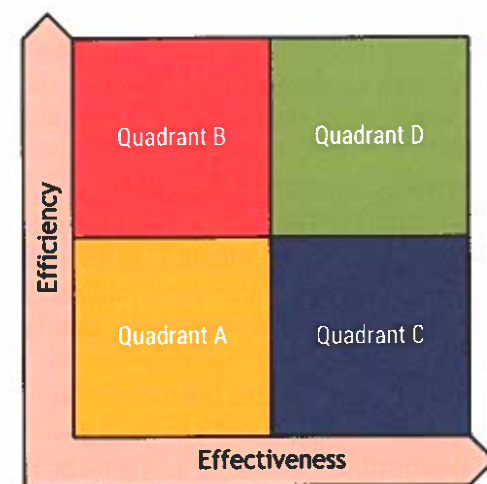 Quadrant B
Quadrant D
Efficiency
Quadrant A
Quadrant C
Effectiveness